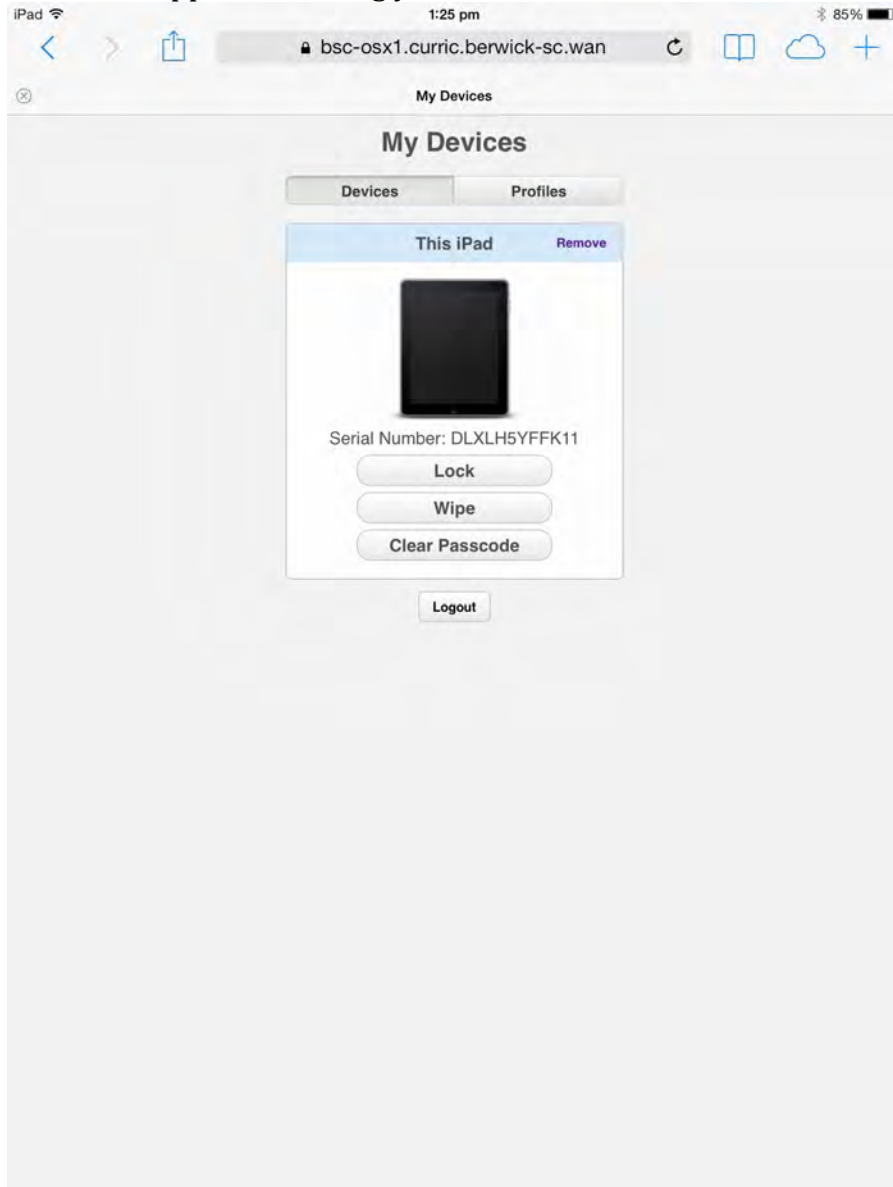 iPad 1:25 pm 85%
bsc-osx1.curric.berwick-sc.wan
My Devices
My Devices
Devices Profiles
This iPad Remove
Serial Number: DLXLH5YFFK11
Lock
Wipe
Clear Passcode
Logout